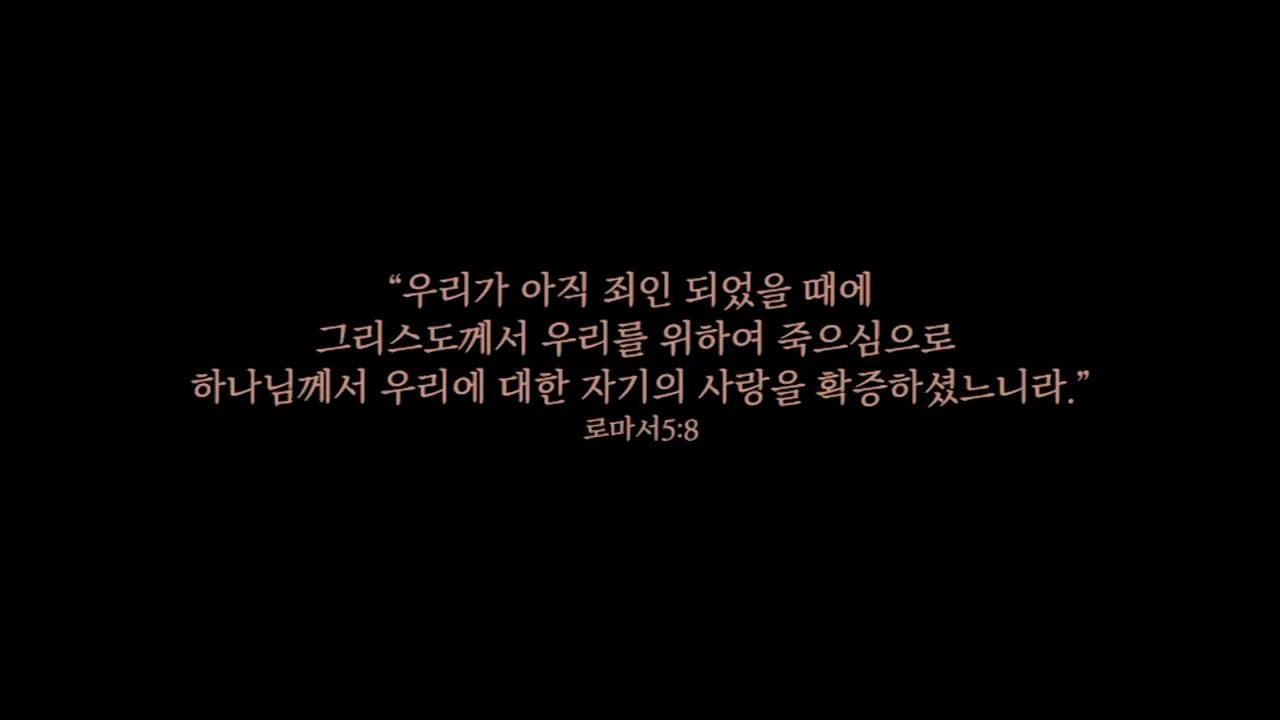 “우리가 아직 죄인 되었을 때에
그리스도께서 우리를 위하여 죽으심으로
하나님께서 우리에 대한 자기의 사랑을 확증하셨느니라.”
로마서5:8